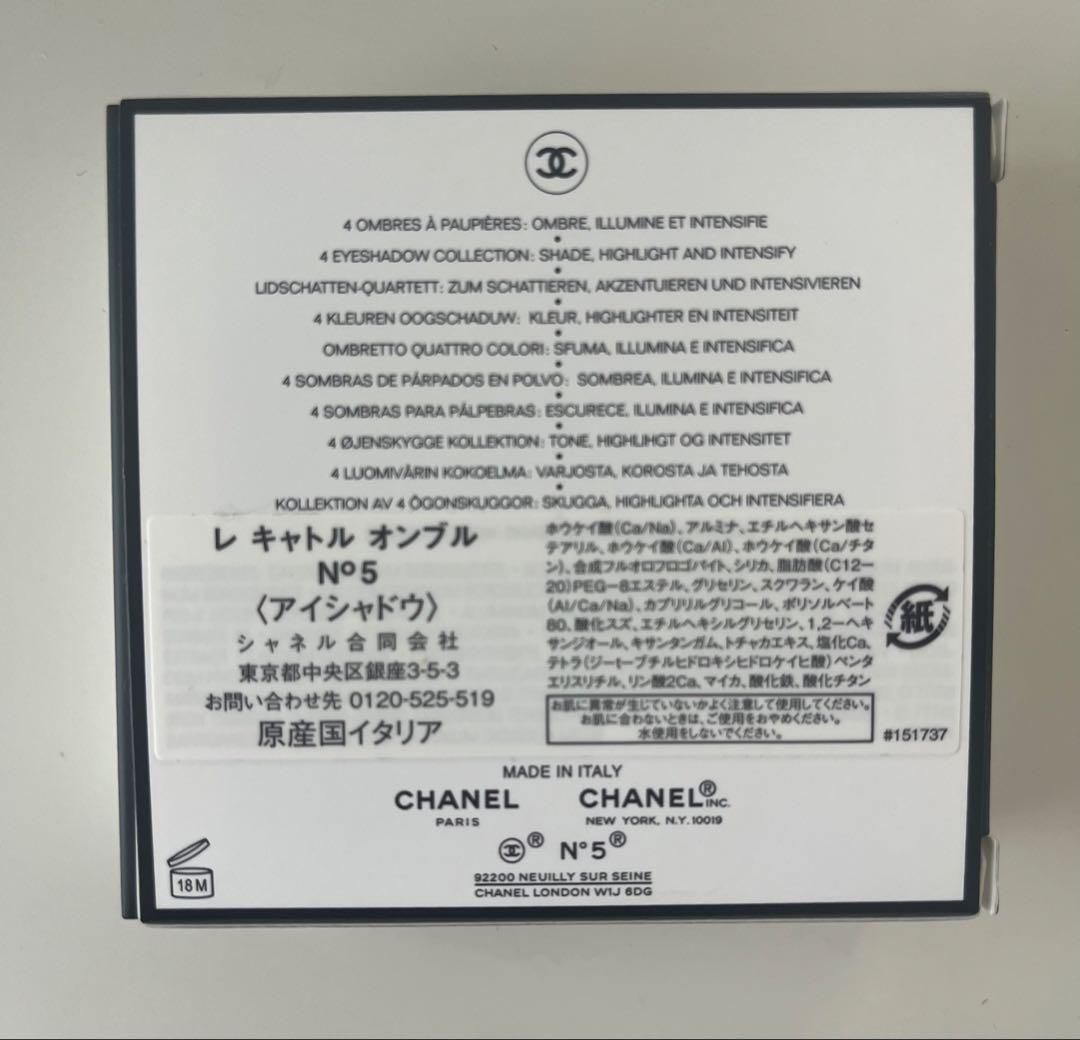 4 OMBRES À PAUPIÈRES: OMBRE, ILLUMINE ET INTENSIFIE
4 EYESHADOW COLLECTION: SHADE, HIGHLIGHT AND INTENSIFY
LIDSCHATTEN-QUARTETT: ZUM SCHATTIEREN, AKZENTUIEREN UND INTENSIVIEREN
4 KLEUREN OOGSCHADUW: KLEUR, HIGHLIGHTER EN INTENSITEIT
OMBRETTO QUATTRO COLORI: SFUMA, ILLUMINA E INTENSIFICA
4 SOMBRAS DE PÁRPADOS EN POLVO: SOMBREA, ILUMINA E INTENSIFICA
4 SOMBRAS PARA PÁLPEBRAS: ESCURECE, ILUMINA E INTENSIFICA
4 ØJENSKYGGE KOLLEKTION: TONE, HIGHLIHGT OG INTENSITET
4 LUOMIVÄRIN KOKOELMA: VARJOSTA, KOROSTA JA TEHOSTA
KOLLEKTION AV 4 ÖGONSKUGGOR: SKUGGA, HIGHLIGHTA OCH INTENSIFIERA
レ キャトル オンブル
N°5
〈アイシャドウ〉
シャネル合同会社
東京都中央区銀座3-5-3
お問い合わせ先 0120-525-519
原産国イタリア
ホウケイ酸(Ca/Na)、アルミナ、エチルヘキサン酸セ
テアリル、ホウケイ酸(Ca/Al)、ホウケイ酸(Ca/チタ
ン)、合成フルオロフロゴパイト、シリカ、脂肪酸(C12-
20)PEG-8エステル、グリセリン、スクワラン、ケイ酸
(Al/Ca/Na)、カプリリルグリコール、ポリソルベート
80、酸化スズ、エチルヘキシルグリセリン、1,2-ヘキ
サンジオール、キサンタンガム、トチャカエキス、塩化Ca、
テトラ(ジ-t-ブチルヒドロキシヒドロケイヒ酸)ペンタ
エリスリチル、リン酸2Ca、マイカ、酸化鉄、酸化チタン
お肌に異常が生じていないかよく注意して使用してください。
お肌に合わないときは、ご使用をおやめください。
水使用をしないでください。
紙
#151737
MADE IN ITALY
CHANEL CHANEL® INC.
PARIS NEW YORK, N.Y. 10019
® N°5®
92200 NEUILLY SUR SEINE
CHANEL LONDON W1J 6DG
18 M